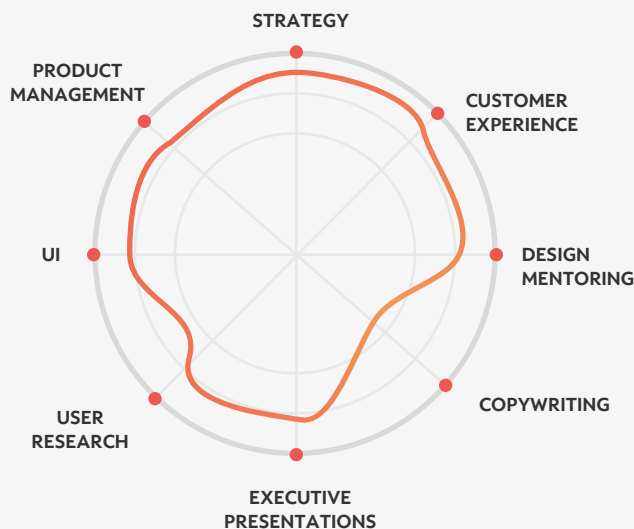 STRATEGY
PRODUCT
MANAGEMENT
CUSTOMER
EXPERIENCE
UI
DESIGN
MENTORING
COPYWRITING
USER
RESEARCH
EXECUTIVE
PRESENTATIONS